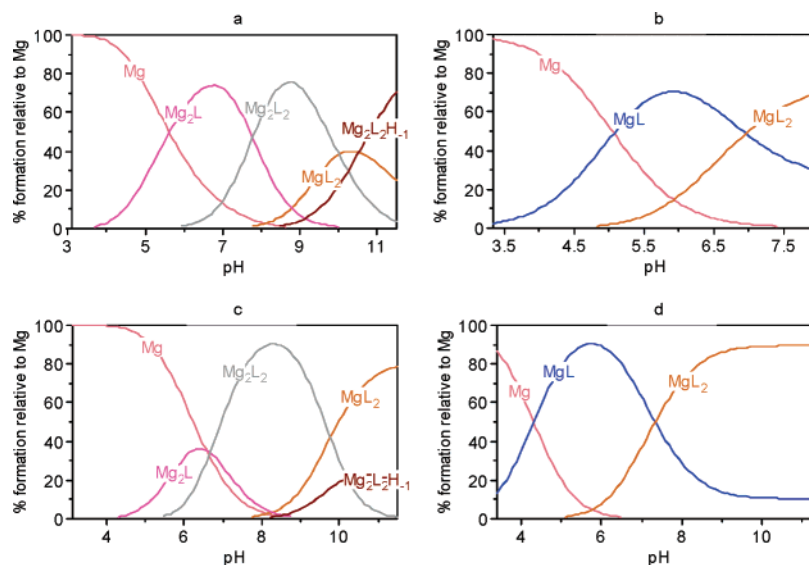 a
% formation relative to Mg
100
80
60
40
20
0
Mg
Mg₂L
Mg₂L₂
MgL₂
Mg₂L₂H₋₁
3 5 7 9 11
pH
b
% formation relative to Mg
100
80
60
40
20
0
Mg
MgL
MgL₂
3.5 4.5 5.5 6.5 7.5
pH
c
% formation relative to Mg
100
80
60
40
20
0
Mg
Mg₂L
Mg₂L₂
MgL₂
Mg₂L₂H₋₁
4 6 8 10
pH
d
% formation relative to Mg
100
80
60
40
20
0
Mg
MgL
MgL₂
4 6 8 10
pH